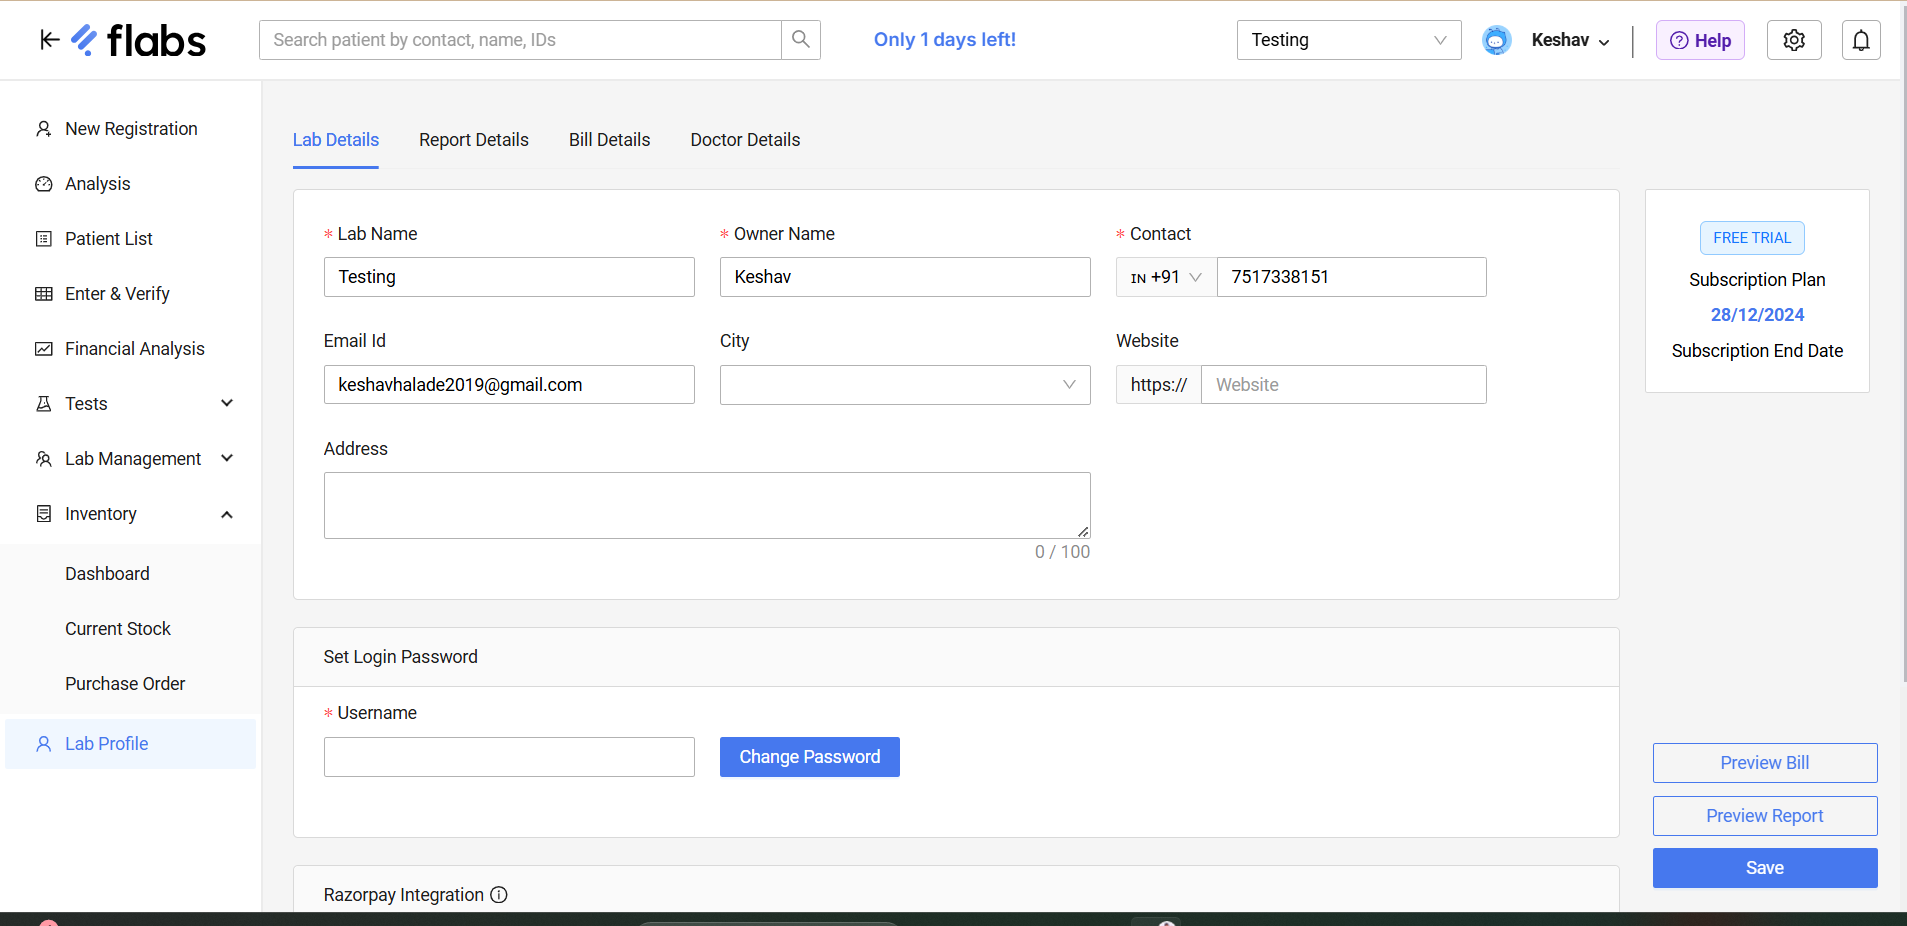 flabs
Search patient by contact, name, IDs
Only 1 days left!
Testing
Keshav
Help
New Registration
Analysis
Patient List
Enter & Verify
Financial Analysis
Tests
Lab Management
Inventory
Dashboard
Current Stock
Purchase Order
Lab Profile
Lab Details Report Details Bill Details Doctor Details
* Lab Name * Owner Name * Contact
Testing Keshav IN +91 7517338151
Email Id City Website
keshavhalade2019@gmail.com https:// Website
Address
0 / 100
Set Login Password
* Username
Change Password
Razorpay Integration
FREE TRIAL
Subscription Plan
28/12/2024
Subscription End Date
Preview Bill
Preview Report
Save